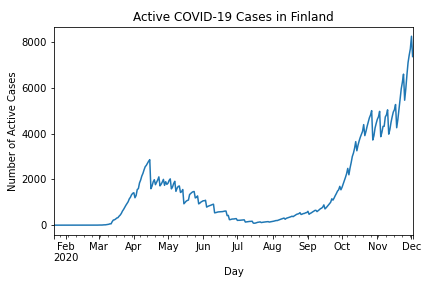 Active COVID-19 Cases in Finland
Number of Active Cases
8000
6000
4000
2000
0
Feb Mar Apr May Jun Jul Aug Sep Oct Nov Dec
2020
Day